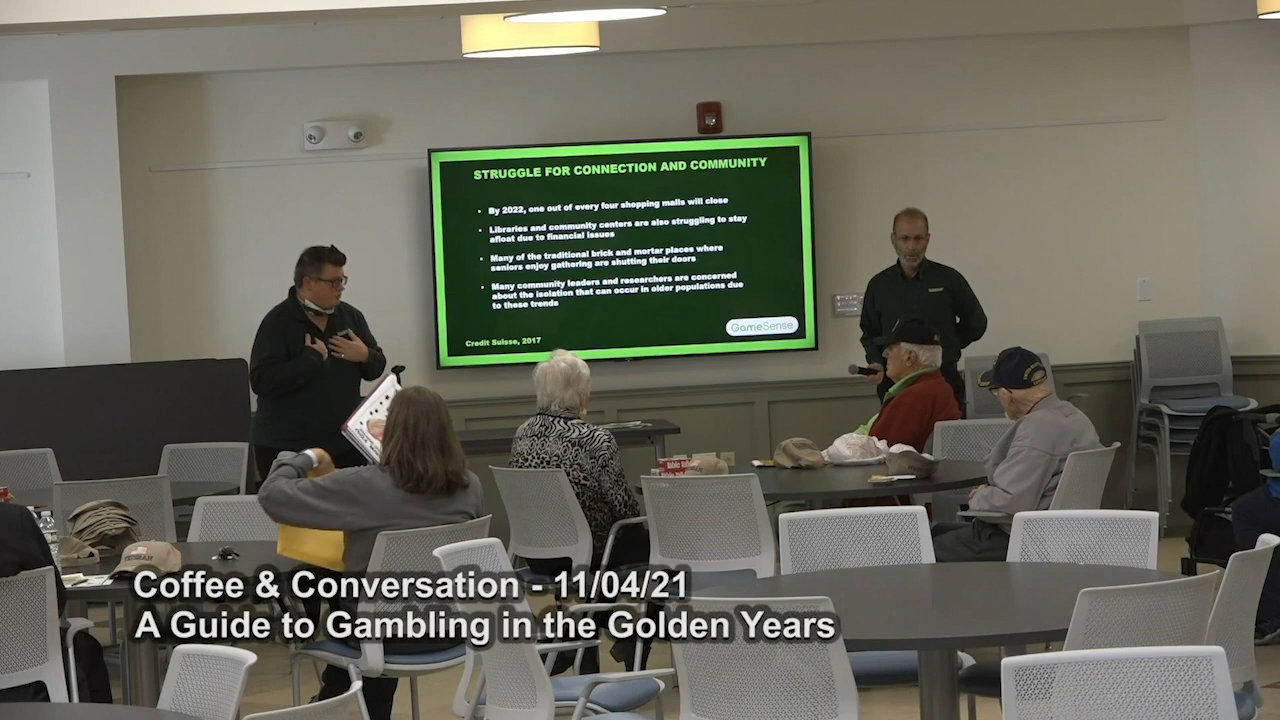 STRUGGLE FOR CONNECTION AND COMMUNITY
• By 2022, one out of every four shopping malls will close
• Libraries and community centers are also struggling to stay
afloat due to financial issues
• Many of the traditional brick and mortar places where
seniors enjoy gathering are shutting their doors
• Many community leaders and researchers are concerned
about the isolation that can occur in older populations due
to these trends
Credit Suisse, 2017
GameSense
VETERAN
Coffee & Conversation - 11/04/21
A Guide to Gambling in the Golden Years